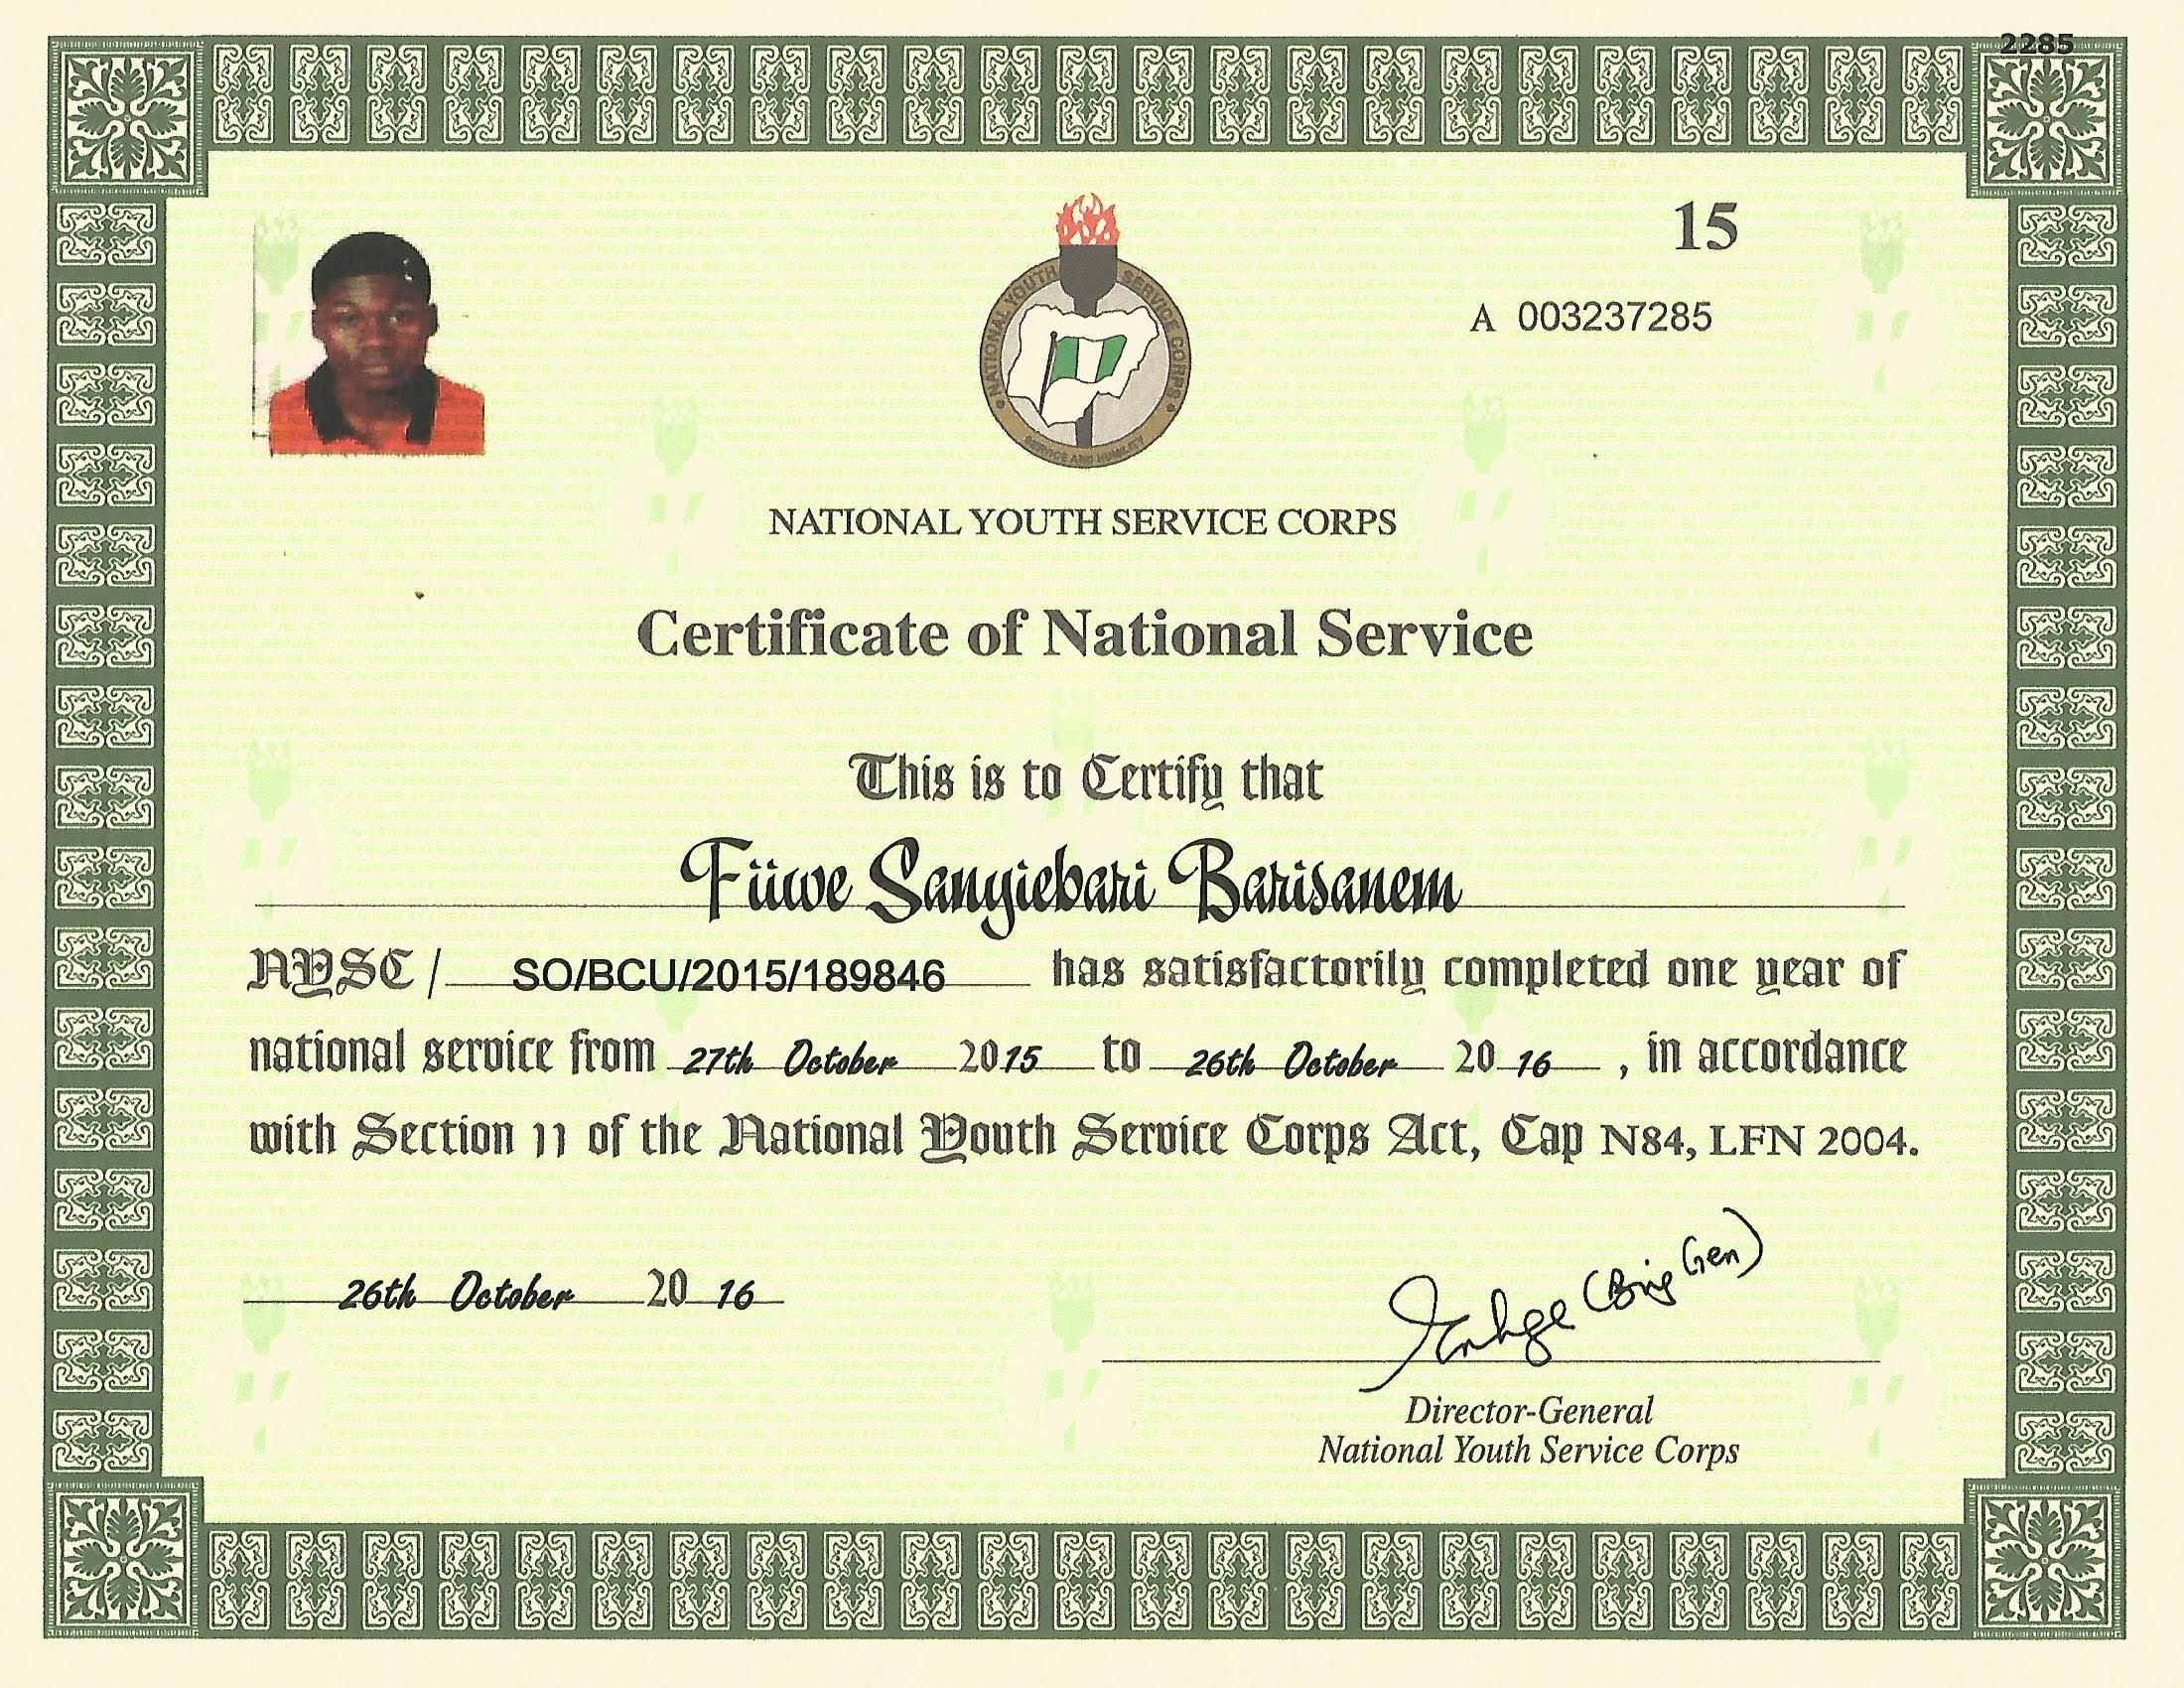 2285
15
A 003237285
NATIONAL YOUTH SERVICE CORPS
SERVICE AND HUMILITY
NATIONAL YOUTH SERVICE CORPS
Certificate of National Service
This is to Certify that
Fiiwe Sanyiebari Barisanem
NYSC / SO/BCU/2015/189846 has satisfactorily completed one year of
national service from 27th October 2015 to 26th October 20 16 , in accordance
with Section 11 of the National Youth Service Corps Act, Cap N84, LFN 2004.
26th October 20 16
(Brig Gen)
Director-General
National Youth Service Corps